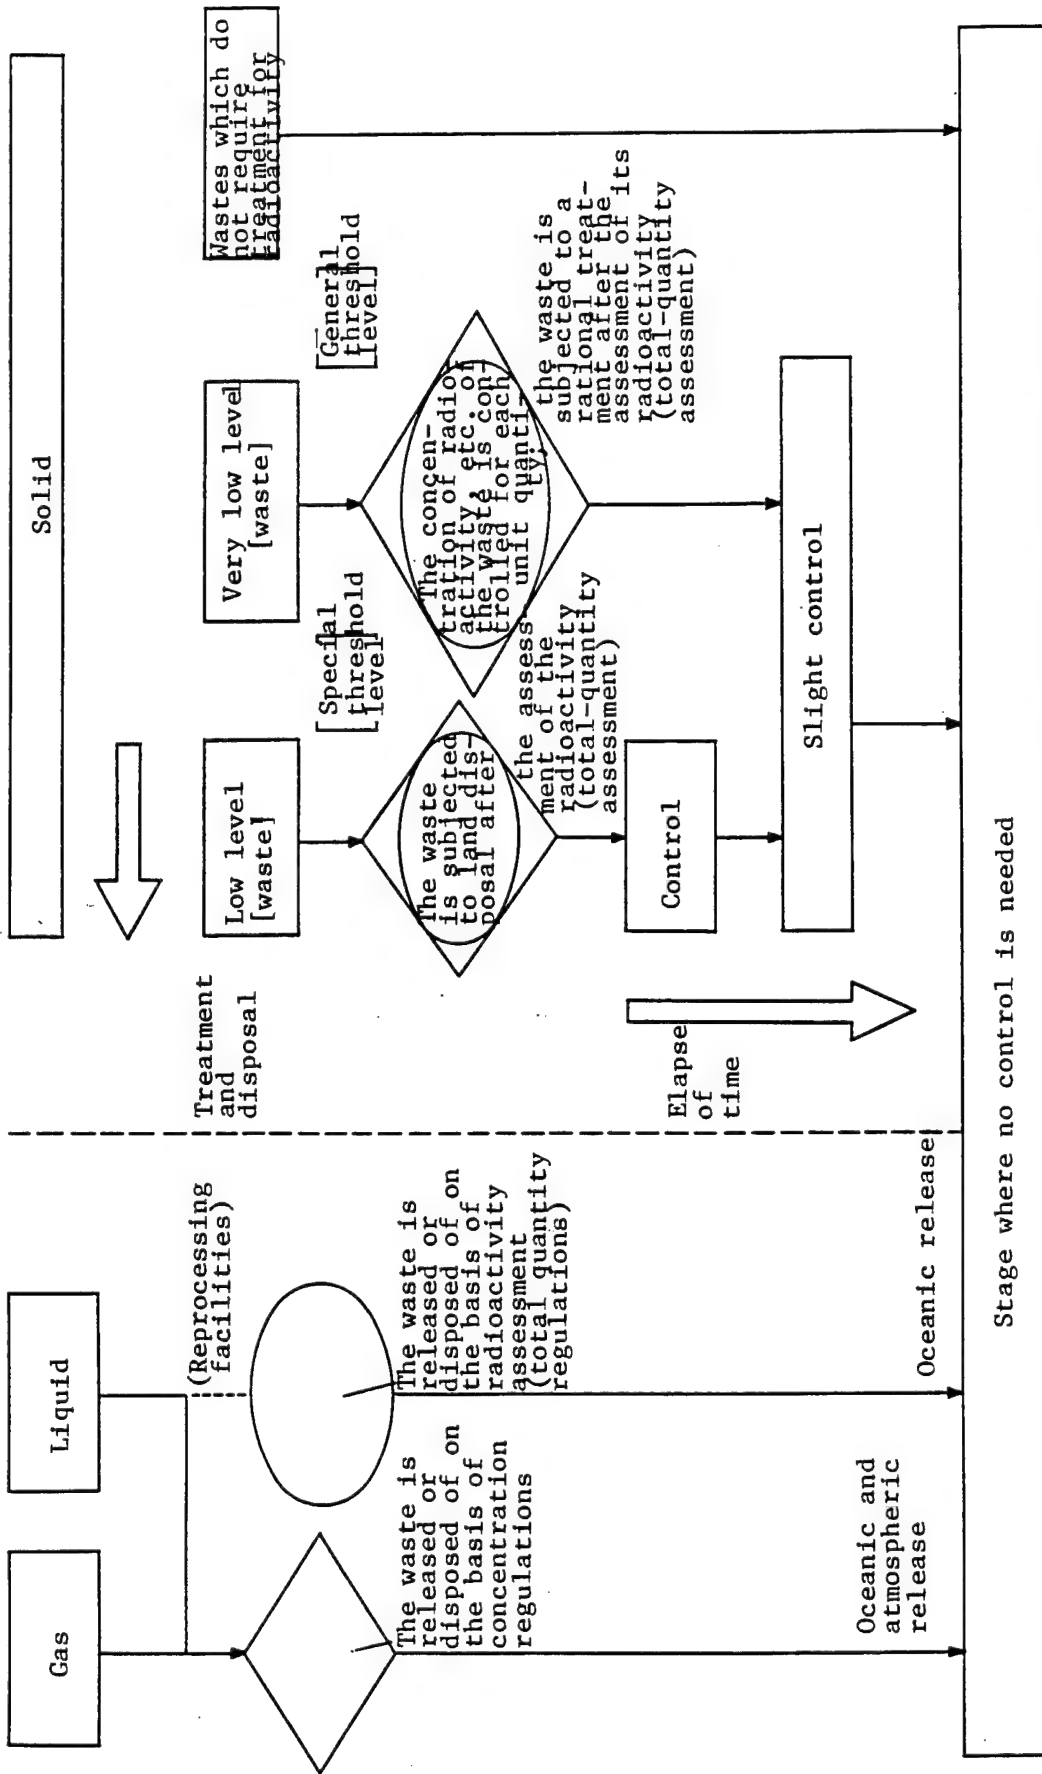 Gas
Liquid
Solid
(Reprocessing
facilities)
Treatment
and
disposal
Low level
[waste]
Very low level
[waste]
Wastes which do
not require
treatment for
radioactivity
[Special
threshold
level]
[General
threshold
level]
The waste is
released or
disposed of on
the basis of
concentration
regulations
The waste is
released or
disposed of on
the basis of
radioactivity
assessment
(total quantity
regulations)
The waste
is subjected
to land dis-
posal after
the assess-
ment of the
radioactivity
(total-quantity
assessment)
The concen-
tration of radio-
activity, etc. of
the waste is con-
trolled for each
unit quanti-
ty,
the waste is
subjected to a
rational treat-
ment after the
assessment of its
radioactivity
(total-quantity
assessment)
Elapse
of
time
Control
Slight control
Oceanic and
atmospheric
release
Oceanic release
Stage where no control is needed